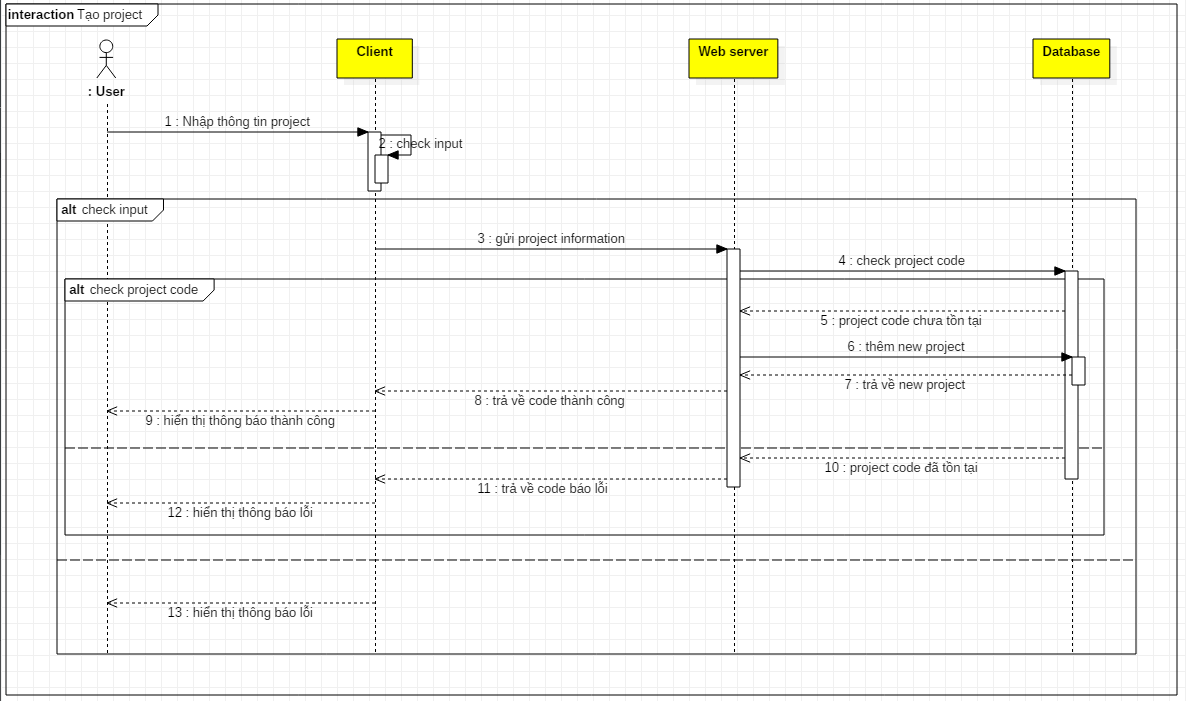 interaction Tạo project
Client
Web server
Database
: User
1 : Nhập thông tin project
2 : check input
alt check input
3 : gửi project information
4 : check project code
alt check project code
5 : project code chưa tồn tại
6 : thêm new project
7 : trả về new project
8 : trả về code thành công
9 : hiển thị thông báo thành công
10 : project code đã tồn tại
11 : trả về code báo lỗi
12 : hiển thị thông báo lỗi
13 : hiển thị thông báo lỗi